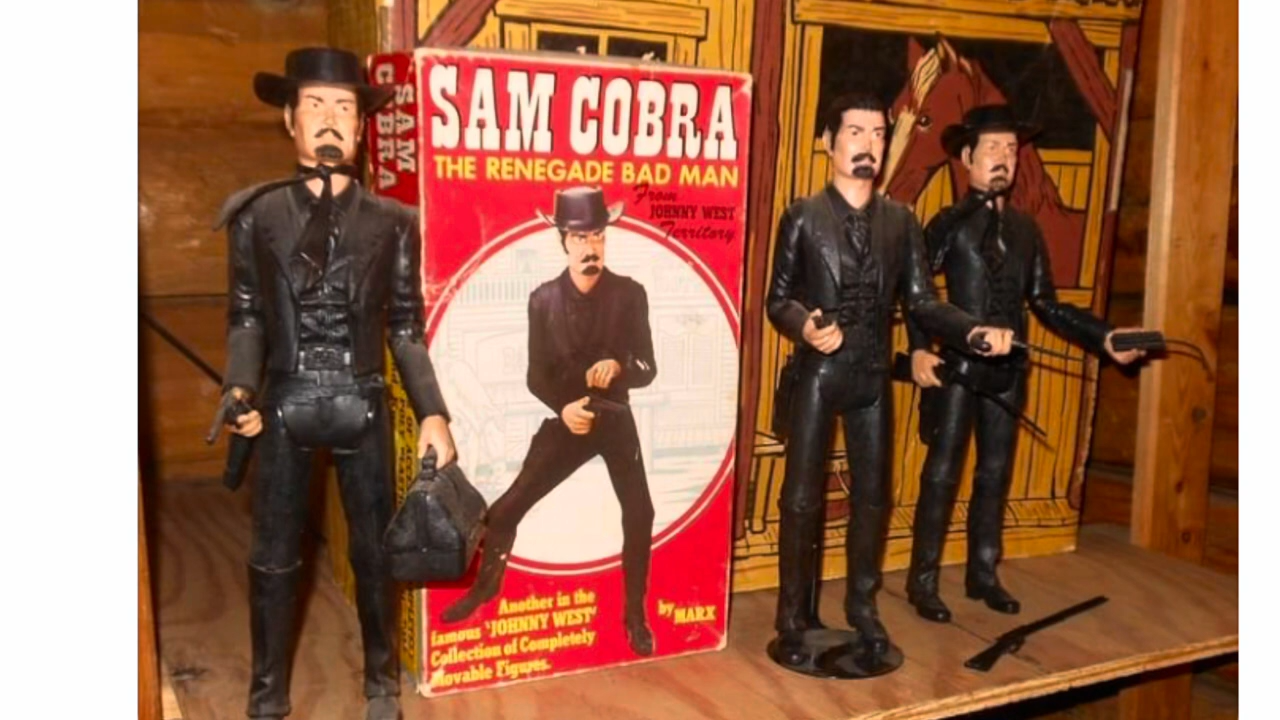 SAM
COBRA
SAM COBRA
THE RENEGADE BAD MAN
From
JOHNNY WEST
Territory
Another in the
famous 'JOHNNY WEST'
Collection of Completely
Movable Figures.
by MARX